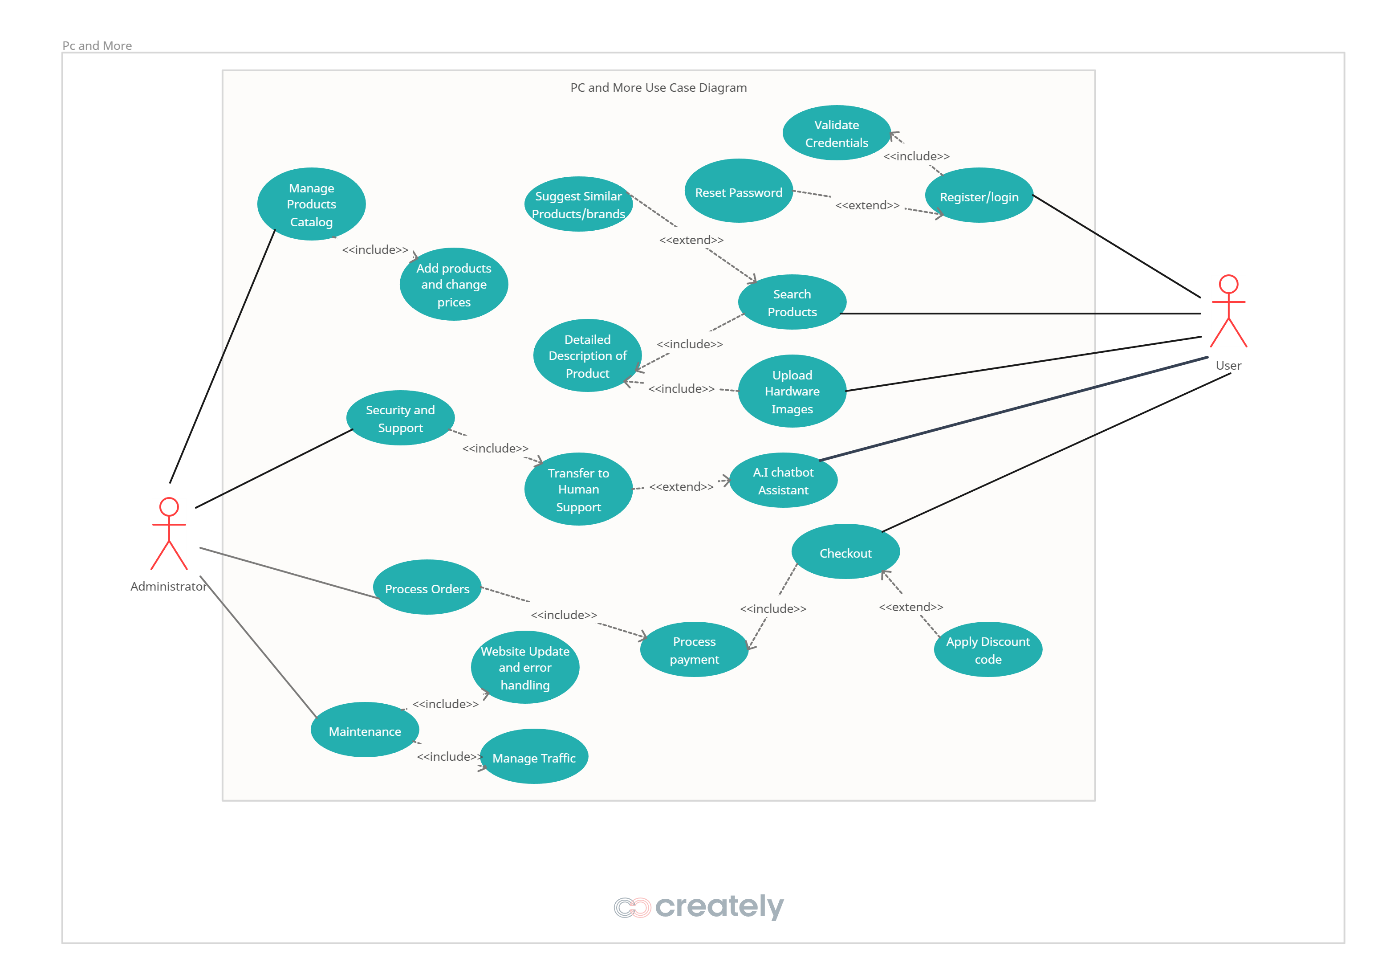 Pc and More
PC and More Use Case Diagram
Validate
Credentials
<<include>>
Manage
Products
Catalog
Suggest Similar
Products/brands
Reset Password
<<extend>>
Register/login
<<include>>
<<extend>>
Add products
and change
prices
Search
Products
Detailed
Description of
Product
<<include>>
<<include>>
Upload
Hardware
Images
User
Security and
Support
<<include>>
Transfer to
Human
Support
<<extend>>
A.I chatbot
Assistant
Checkout
Administrator
Process Orders
<<include>>
<<include>>
<<extend>>
Process
payment
Apply Discount
code
Website Update
and error
handling
<<include>>
Maintenance
<<include>>
Manage Traffic
creately